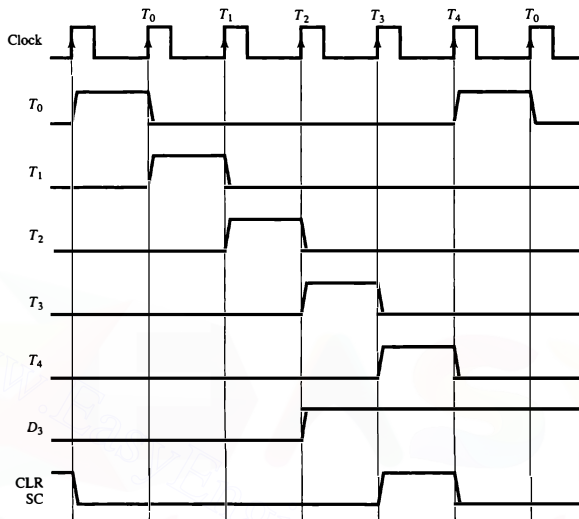 T₀ T₁ T₂ T₃ T₄ T₀
Clock
T₀
T₁
T₂
T₃
T₄
D₃
CLR
SC